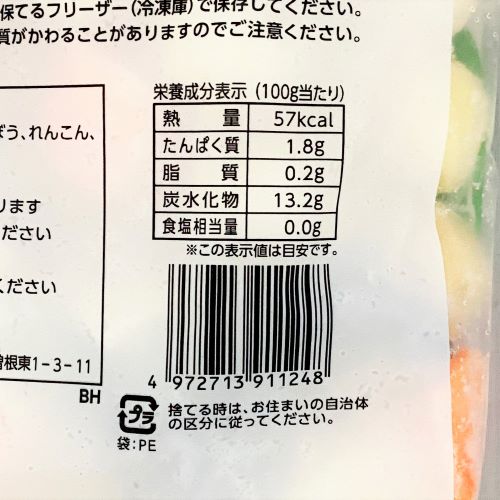 保てるフリーザー(冷凍庫)で保存してください。
質がかわることがありますのでご注意ください。
ぼう、れんこん、
ります
ださい
ください
曽根東1-3-11
BH
栄養成分表示 (100g当たり)
熱量 57kcal
たんぱく質 1.8g
脂質 0.2g
炭水化物 13.2g
食塩相当量 0.0g
※この表示値は目安です。
4 972713 911248
プラ
袋:PE
捨てる時は、お住まいの自治体
の区分に従ってください。